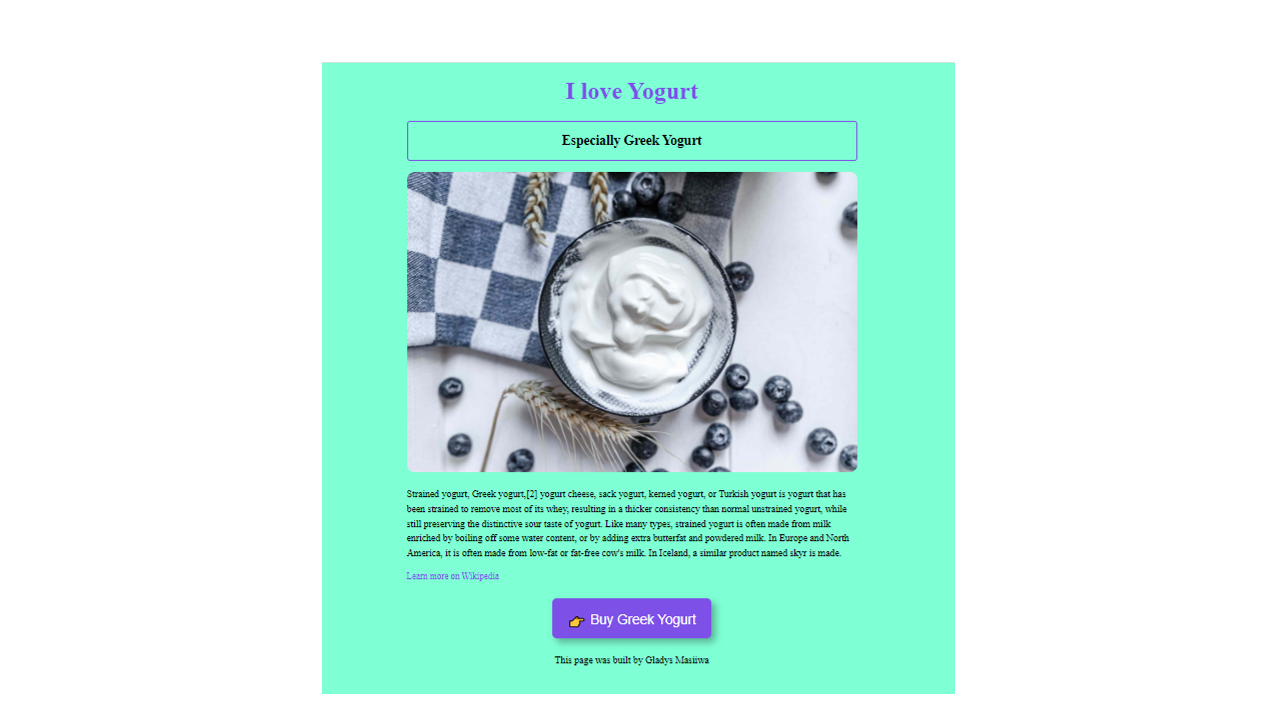 I love Yogurt
Especially Greek Yogurt
Strained yogurt, Greek yogurt,[2] yogurt cheese, sack yogurt, kerned yogurt, or Turkish yogurt is yogurt that has
been strained to remove most of its whey, resulting in a thicker consistency than normal unstrained yogurt, while
still preserving the distinctive sour taste of yogurt. Like many types, strained yogurt is often made from milk
enriched by boiling off some water content, or by adding extra butterfat and powdered milk. In Europe and North
America, it is often made from low-fat or fat-free cow's milk. In Iceland, a similar product named skyr is made.
Learn more on Wikipedia
👉 Buy Greek Yogurt
This page was built by Gladys Masiiwa